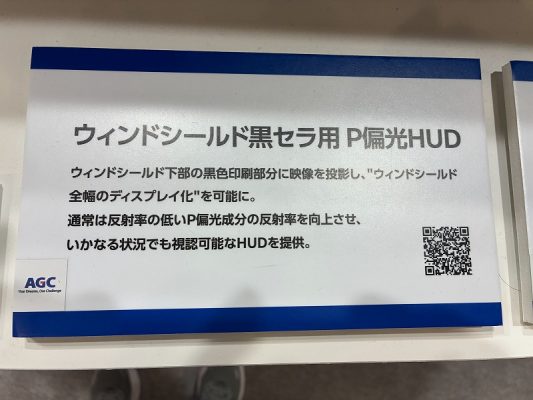 ウィンドシールド黒セラ用 P偏光HUD
ウィンドシールド下部の黒色印刷部分に映像を投影し、"ウィンドシールド
全幅のディスプレイ化"を可能に。
通常は反射率の低いP偏光成分の反射率を向上させ、
いかなる状況でも視認可能なHUDを提供。
AGC
Your Dreams, Our Challenge